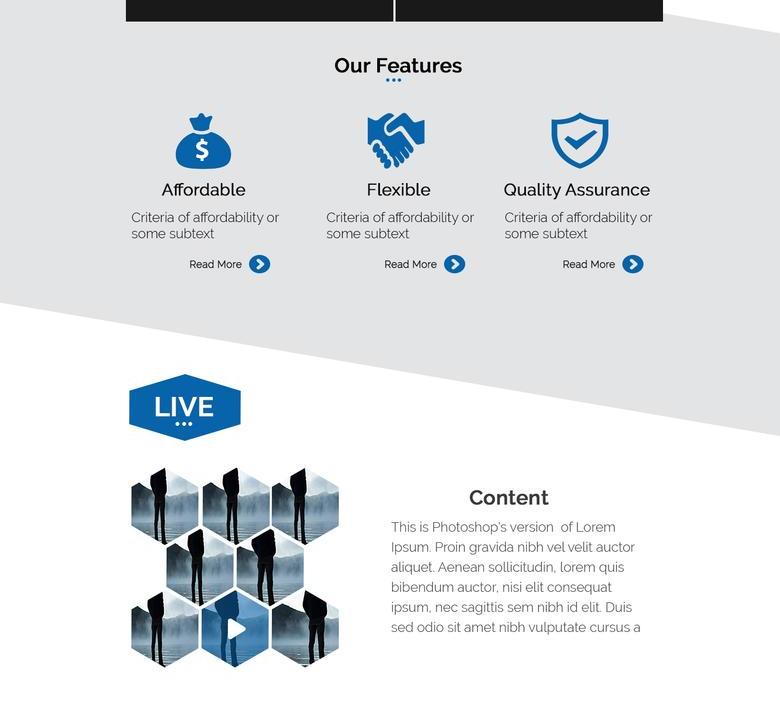 Our Features
$
Affordable
Flexible
Quality Assurance
Criteria of affordability or
some subtext
Criteria of affordability or
some subtext
Criteria of affordability or
some subtext
Read More
Read More
Read More
LIVE
Content
This is Photoshop's version  of Lorem
Ipsum. Proin gravida nibh vel velit auctor
aliquet. Aenean sollicitudin, lorem quis
bibendum auctor, nisi elit consequat
ipsum, nec sagittis sem nibh id elit. Duis
sed odio sit amet nibh vulputate cursus a